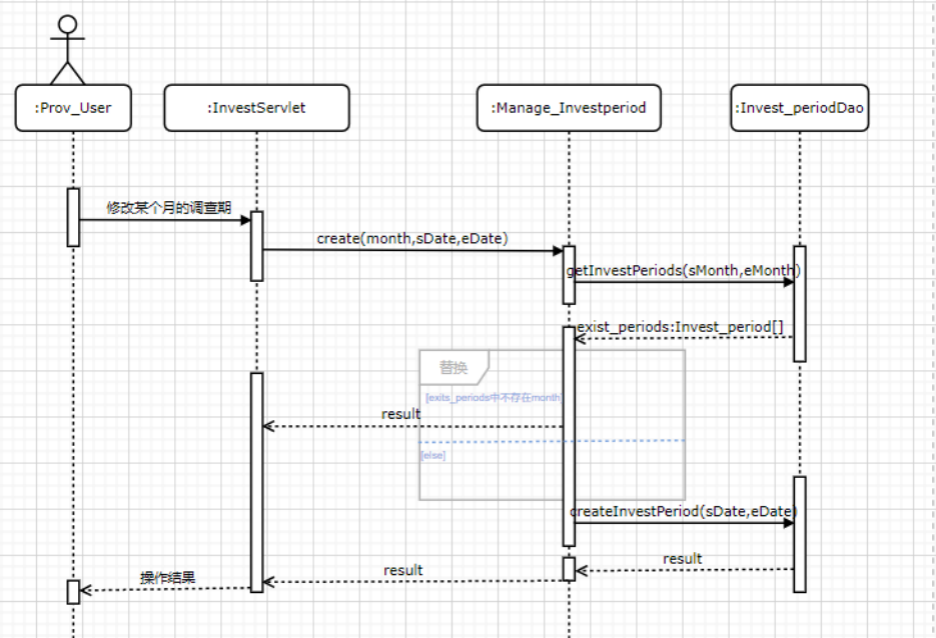 :Prov_User
:InvestServlet
:Manage_Investperiod
:Invest_periodDao
修改某个月的调查期
create(month,sDate,eDate)
getInvestPeriods(sMonth,eMonth)
exist_periods:Invest_period[]
替换
[exits_periods中不存在month]
result
[else]
createInvestPeriod(sDate,eDate)
result
result
操作结果